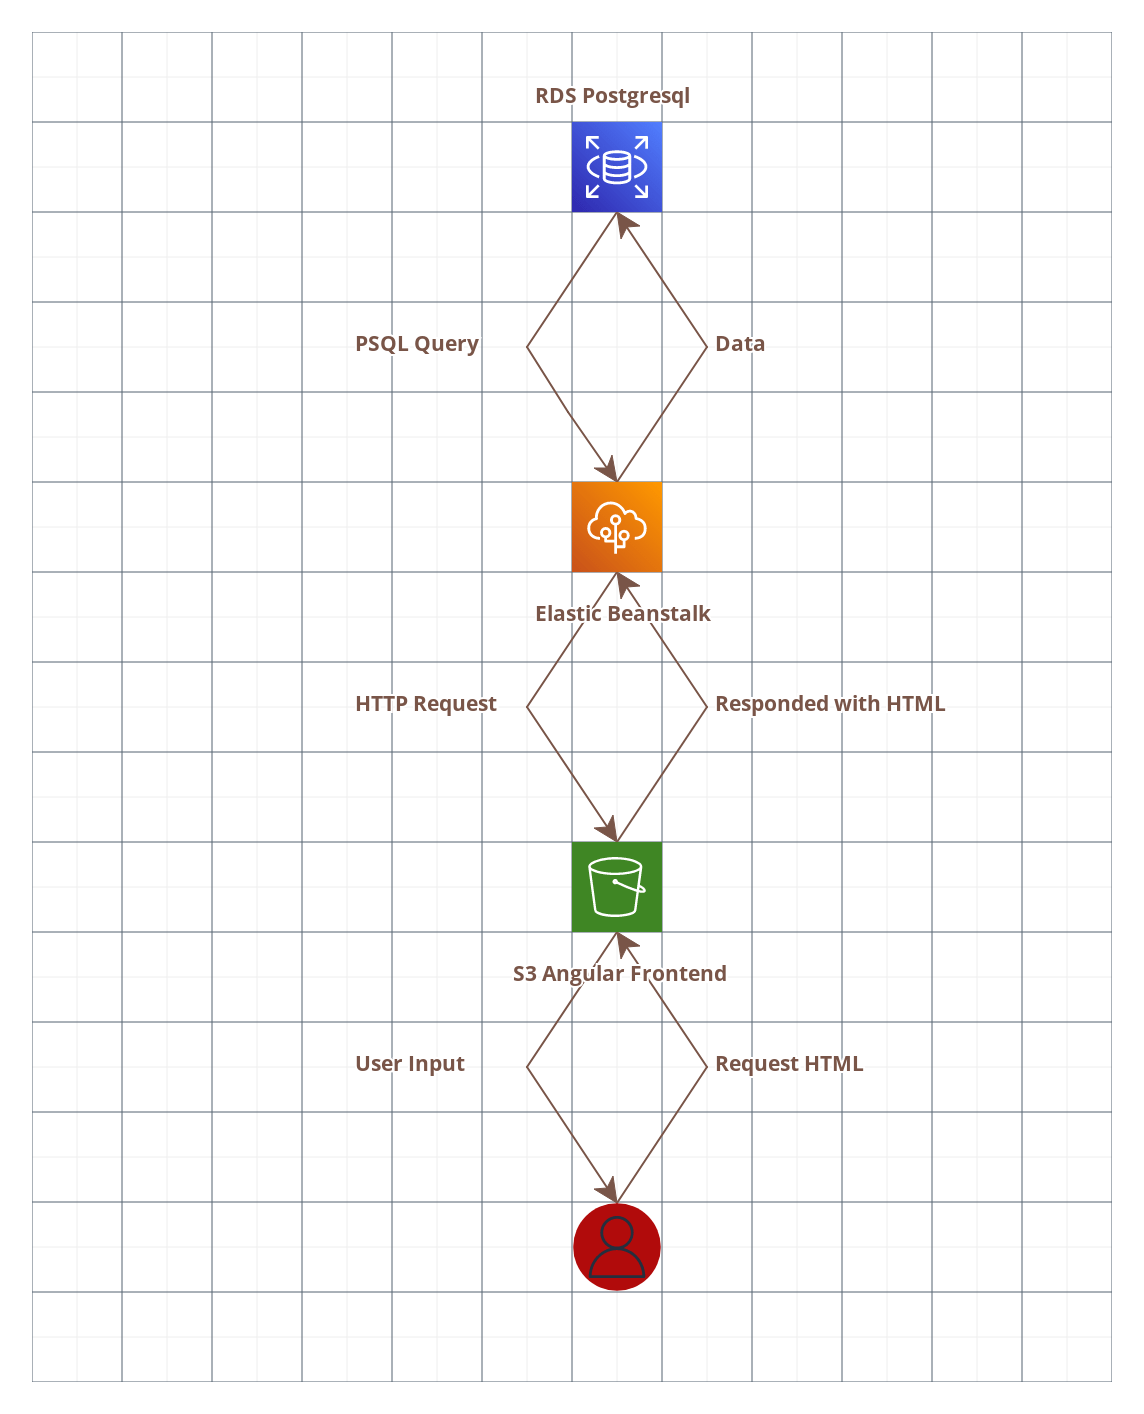 RDS Postgresql
PSQL Query
Data
Elastic Beanstalk
HTTP Request
Responded with HTML
S3 Angular Frontend
User Input
Request HTML